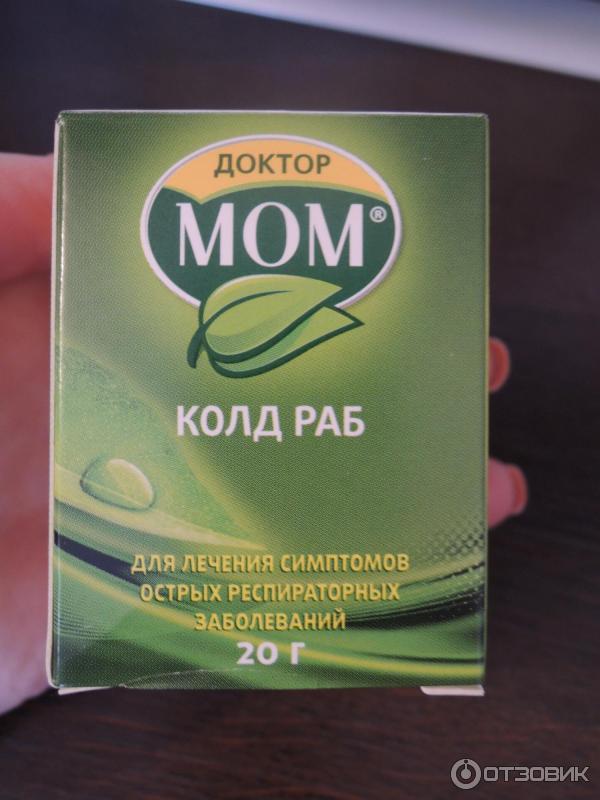 ДОКТОР
МОМ®
КОЛД РАБ
ДЛЯ ЛЕЧЕНИЯ СИМПТОМОВ
ОСТРЫХ РЕСПИРАТОРНЫХ
ЗАБОЛЕВАНИЙ
20 Г
ОТЗОВИК